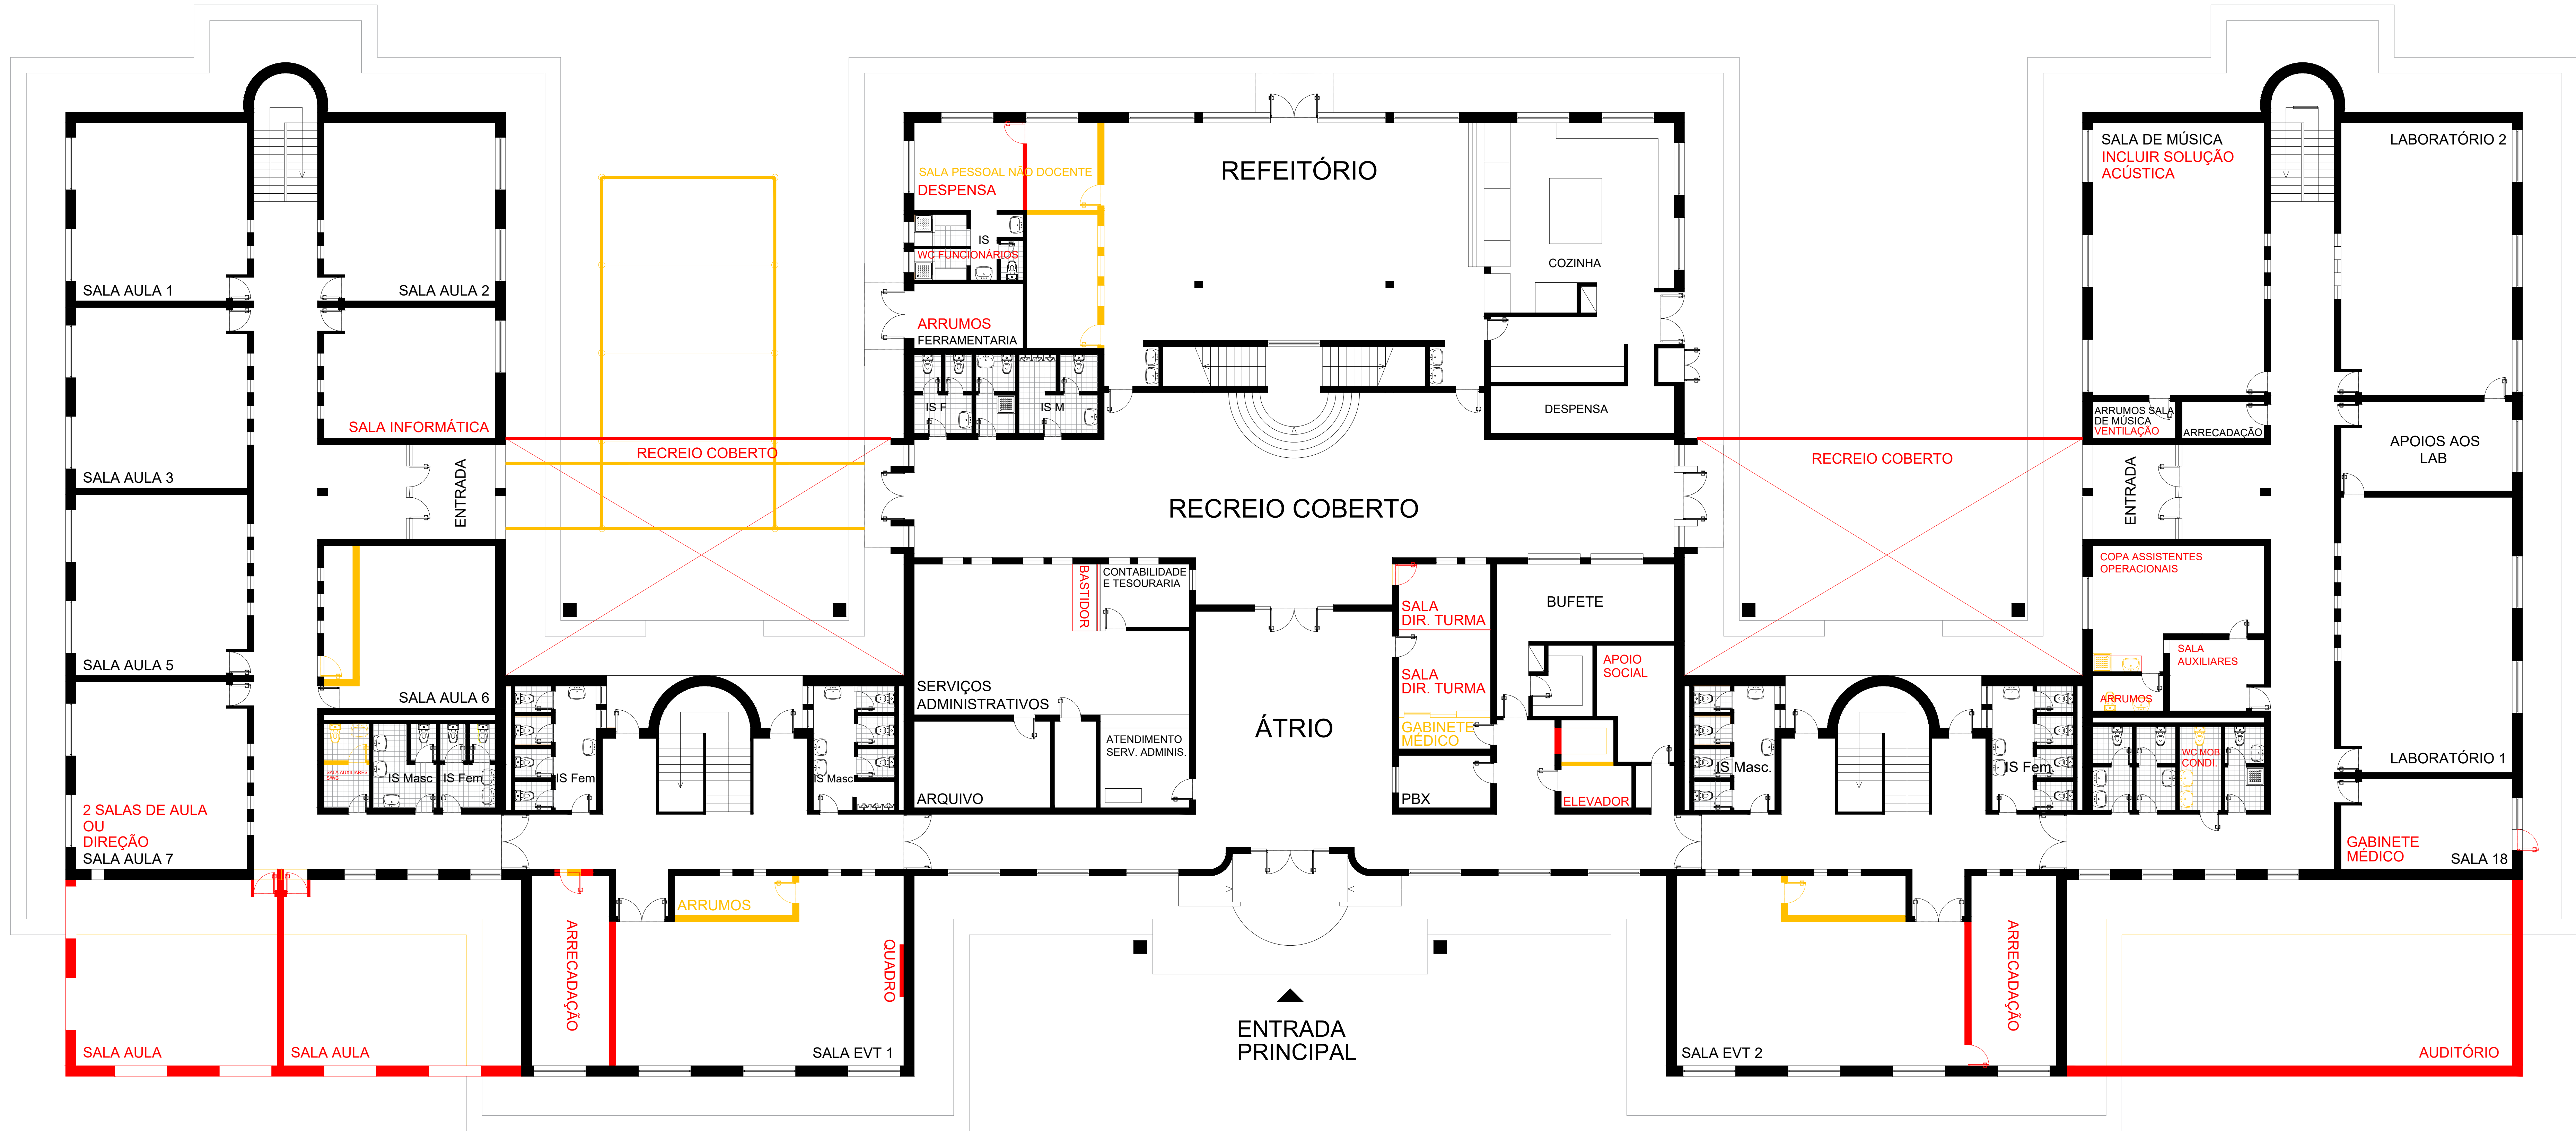 SALA AULA 1
SALA AULA 2
SALA AULA 3
SALA INFORMÁTICA
ENTRADA
SALA AULA 5
SALA AULA 6
2 SALAS DE AULA
OU
DIREÇÃO
SALA AULA 7
SALA AUXILIARES
IS Masc
IS Fem
IS Fem
IS Masc
SALA AULA
SALA AULA
ARRECADAÇÃO
ARRUMOS
QUADRO
SALA EVT 1
RECREIO COBERTO
SALA PESSOAL NÃO DOCENTE
DESPENSA
IS
WC FUNCIONÁRIOS
ARRUMOS
FERRAMENTARIA
IS F
IS M
REFEITÓRIO
COZINHA
DESPENSA
RECREIO COBERTO
BASTIDOR
CONTABILIDADE
E TESOURARIA
SERVIÇOS
ADMINISTRATIVOS
ATENDIMENTO
SERV. ADMINIS.
ARQUIVO
ÁTRIO
SALA
DIR. TURMA
SALA
DIR. TURMA
GABINETE
MÉDICO
PBX
BUFETE
APOIO
SOCIAL
ELEVADOR
ENTRADA
PRINCIPAL
RECREIO COBERTO
IS Masc.
IS Fem.
SALA EVT 2
ARRECADAÇÃO
SALA DE MÚSICA
INCLUIR SOLUÇÃO
ACÚSTICA
LABORATÓRIO 2
ARRUMOS SALA
DE MÚSICA
VENTILAÇÃO
ARRECADAÇÃO
APOIOS AOS
LAB
ENTRADA
COPA ASSISTENTES
OPERACIONAIS
SALA
AUXILIARES
ARRUMOS
WC MOB.
CONDI.
LABORATÓRIO 1
GABINETE
MÉDICO
SALA 18
AUDITÓRIO